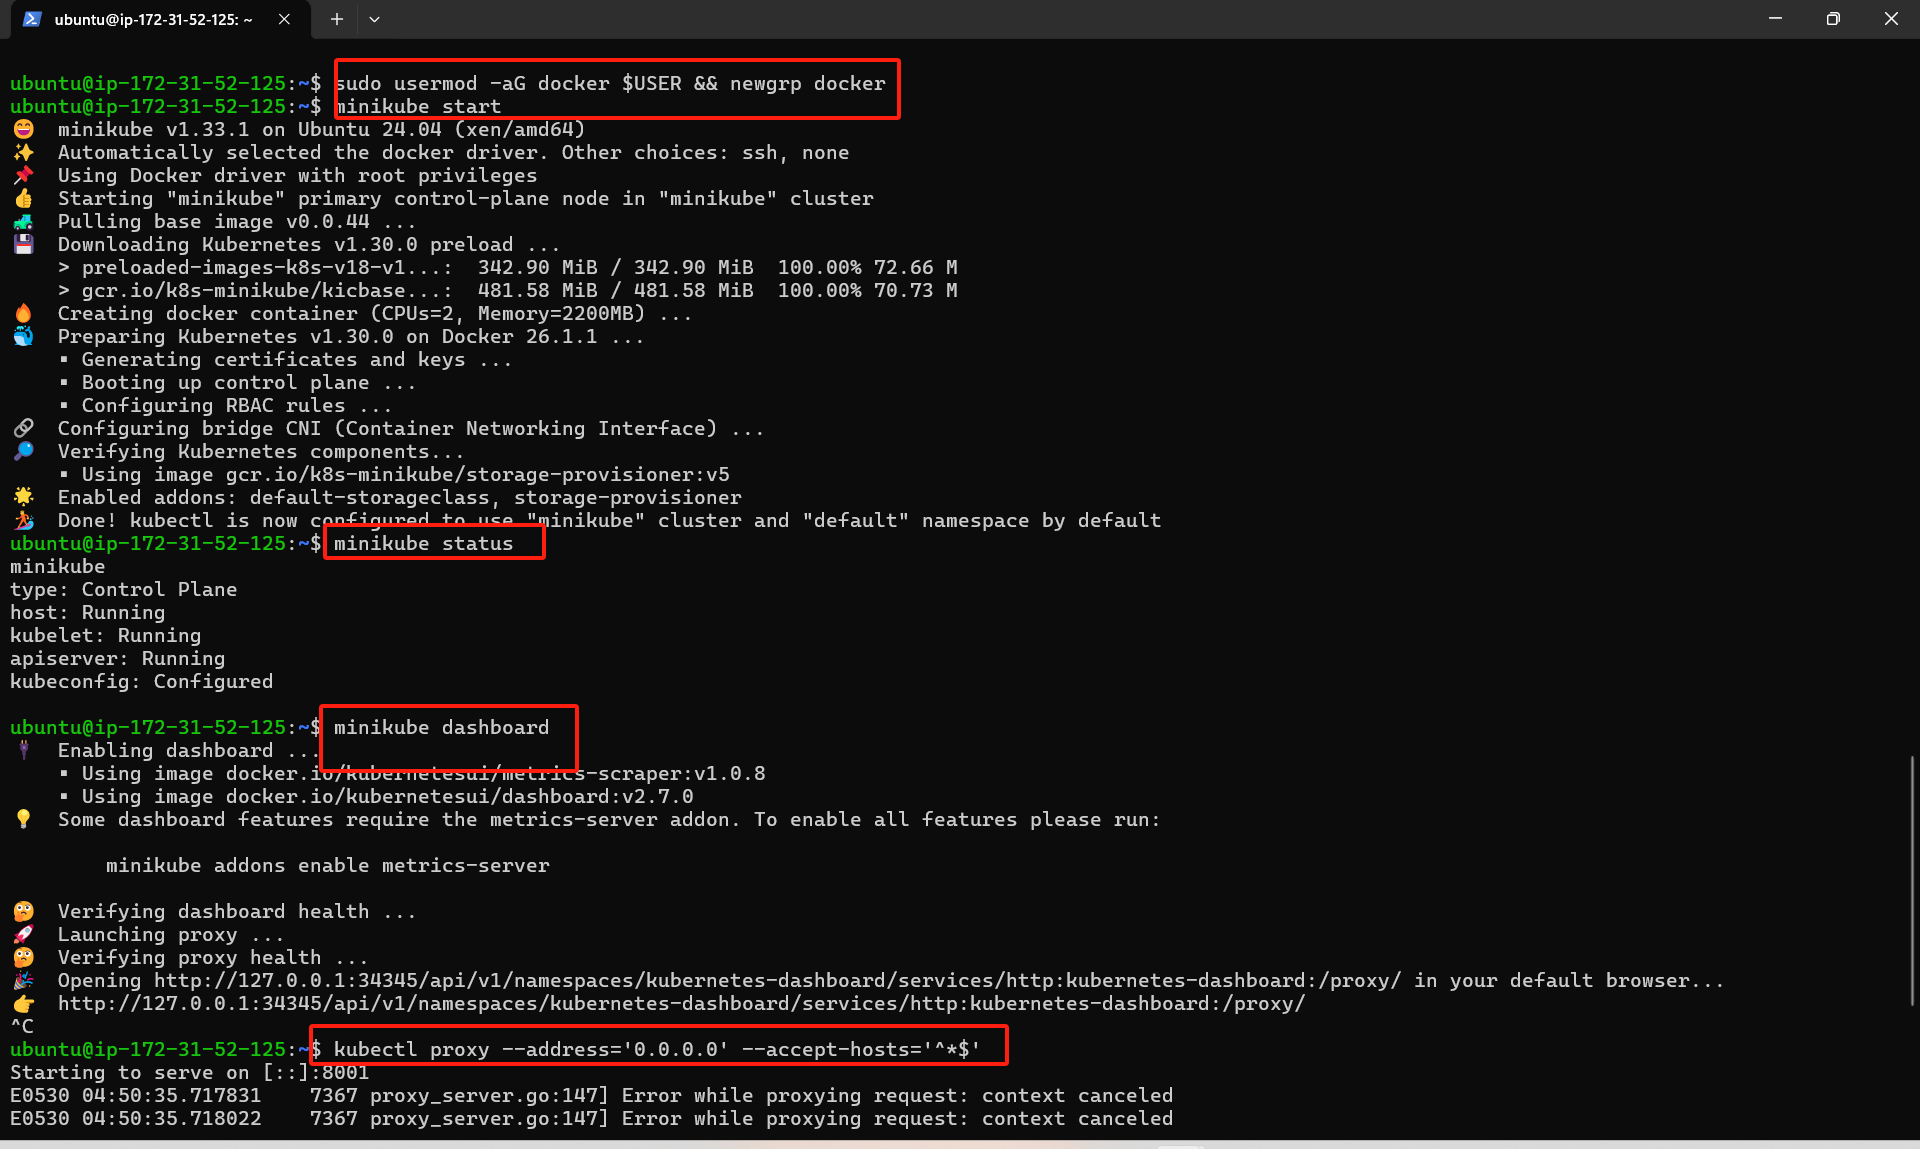 ubuntu@ip-172-31-52-125: ~
ubuntu@ip-172-31-52-125:~$ sudo usermod -aG docker $USER && newgrp docker
ubuntu@ip-172-31-52-125:~$ minikube start
minikube v1.33.1 on Ubuntu 24.04 (xen/amd64)
Automatically selected the docker driver. Other choices: ssh, none
Using Docker driver with root privileges
Starting "minikube" primary control-plane node in "minikube" cluster
Pulling base image v0.0.44 ...
Downloading Kubernetes v1.30.0 preload ...
> preloaded-images-k8s-v18-v1...:  342.90 MiB / 342.90 MiB  100.00% 72.66 M
> gcr.io/k8s-minikube/kicbase...:  481.58 MiB / 481.58 MiB  100.00% 70.73 M
Creating docker container (CPUs=2, Memory=2200MB) ...
Preparing Kubernetes v1.30.0 on Docker 26.1.1 ...
▪ Generating certificates and keys ...
▪ Booting up control plane ...
▪ Configuring RBAC rules ...
Configuring bridge CNI (Container Networking Interface) ...
Verifying Kubernetes components...
▪ Using image gcr.io/k8s-minikube/storage-provisioner:v5
Enabled addons: default-storageclass, storage-provisioner
Done! kubectl is now configured to use "minikube" cluster and "default" namespace by default
ubuntu@ip-172-31-52-125:~$ minikube status
minikube
type: Control Plane
host: Running
kubelet: Running
apiserver: Running
kubeconfig: Configured
ubuntu@ip-172-31-52-125:~$ minikube dashboard
Enabling dashboard ...
▪ Using image docker.io/kubernetesui/metrics-scraper:v1.0.8
▪ Using image docker.io/kubernetesui/dashboard:v2.7.0
Some dashboard features require the metrics-server addon. To enable all features please run:
minikube addons enable metrics-server
Verifying dashboard health ...
Launching proxy ...
Verifying proxy health ...
Opening http://127.0.0.1:34345/api/v1/namespaces/kubernetes-dashboard/services/http:kubernetes-dashboard:/proxy/ in your default browser...
http://127.0.0.1:34345/api/v1/namespaces/kubernetes-dashboard/services/http:kubernetes-dashboard:/proxy/
^C
ubuntu@ip-172-31-52-125:~$ kubectl proxy --address='0.0.0.0' --accept-hosts='^*$'
Starting to serve on [::]:8001
E0530 04:50:35.717831    7367 proxy_server.go:147] Error while proxying request: context canceled
E0530 04:50:35.718022    7367 proxy_server.go:147] Error while proxying request: context canceled